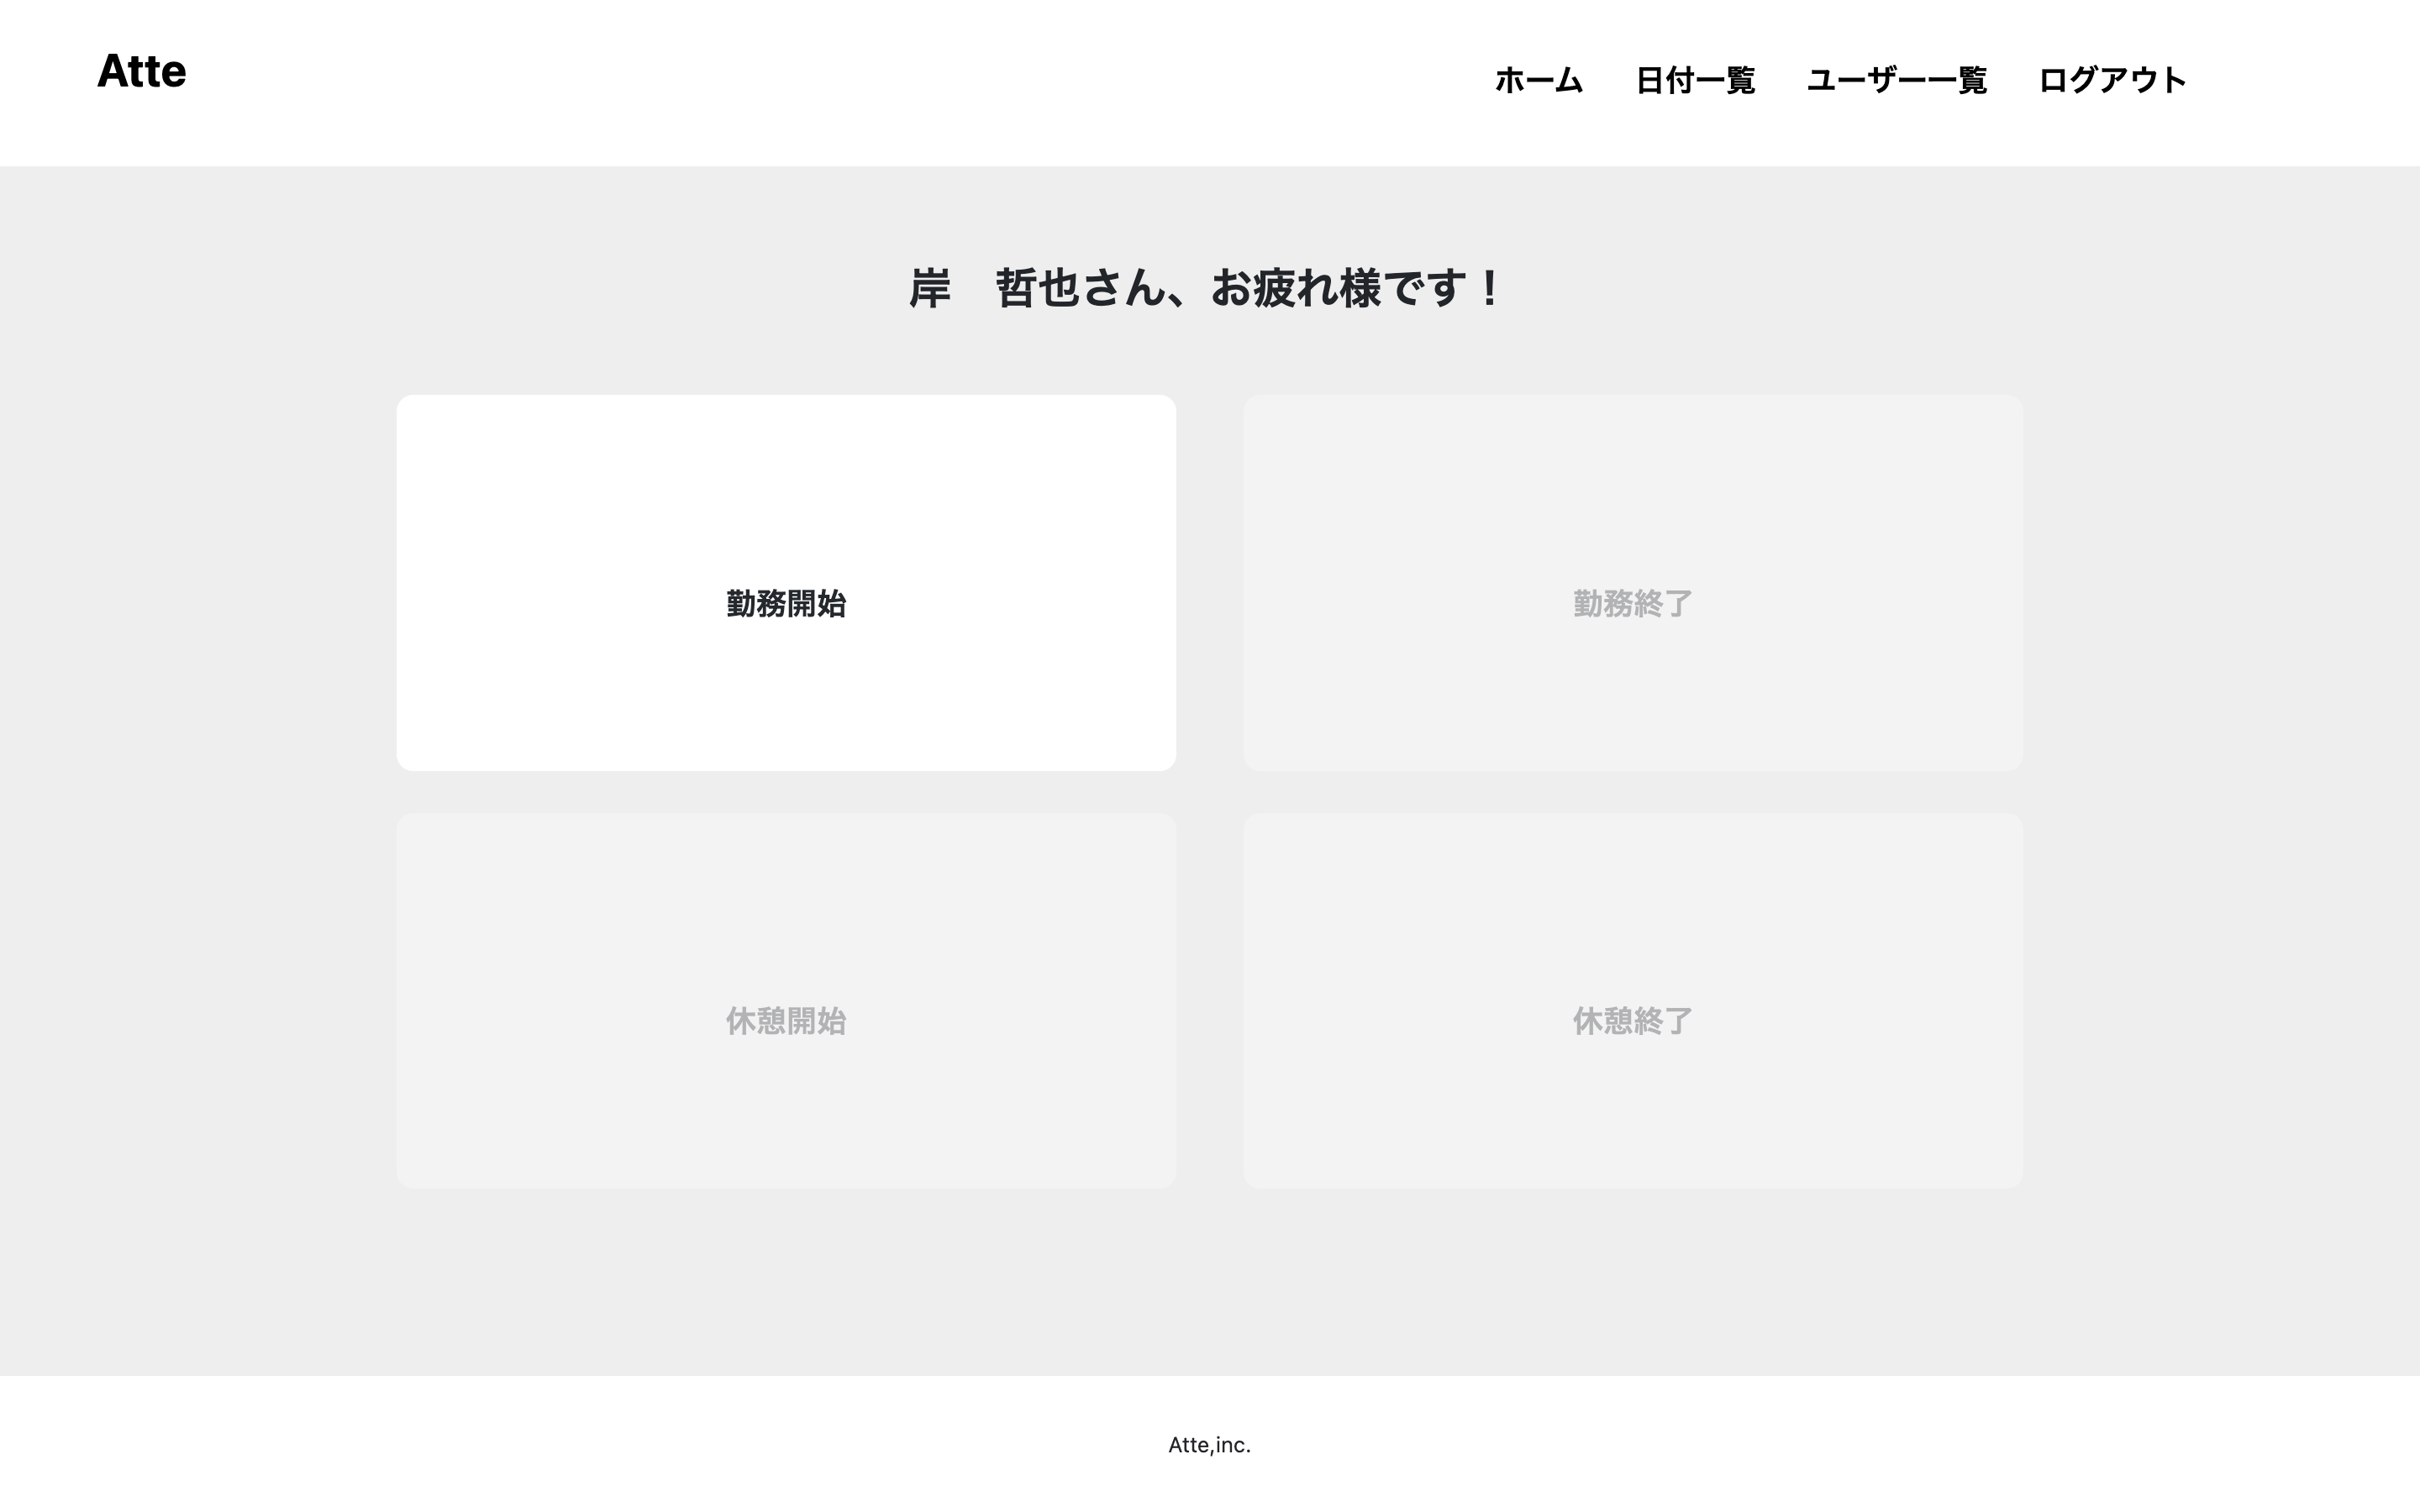 Atte
ホーム 日付一覧 ユーザー一覧 ログアウト
岸　哲也さん、お疲れ様です！
勤務開始 勤務終了
休憩開始 休憩終了
Atte,inc.